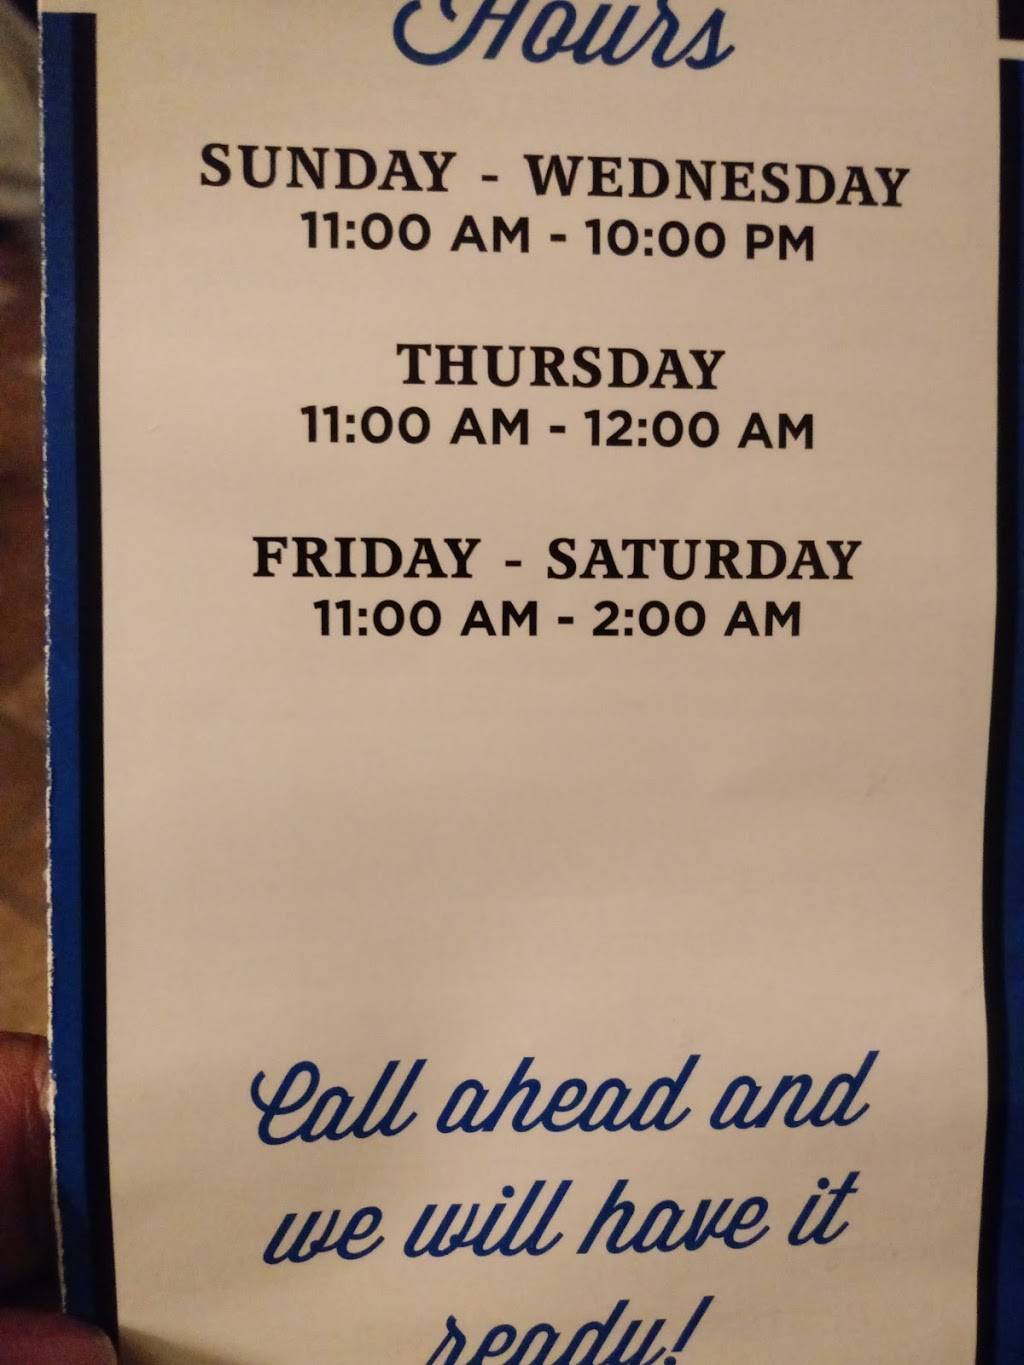 Hours
SUNDAY - WEDNESDAY
11:00 AM - 10:00 PM
THURSDAY
11:00 AM - 12:00 AM
FRIDAY - SATURDAY
11:00 AM - 2:00 AM
Call ahead and
we will have it
ready!